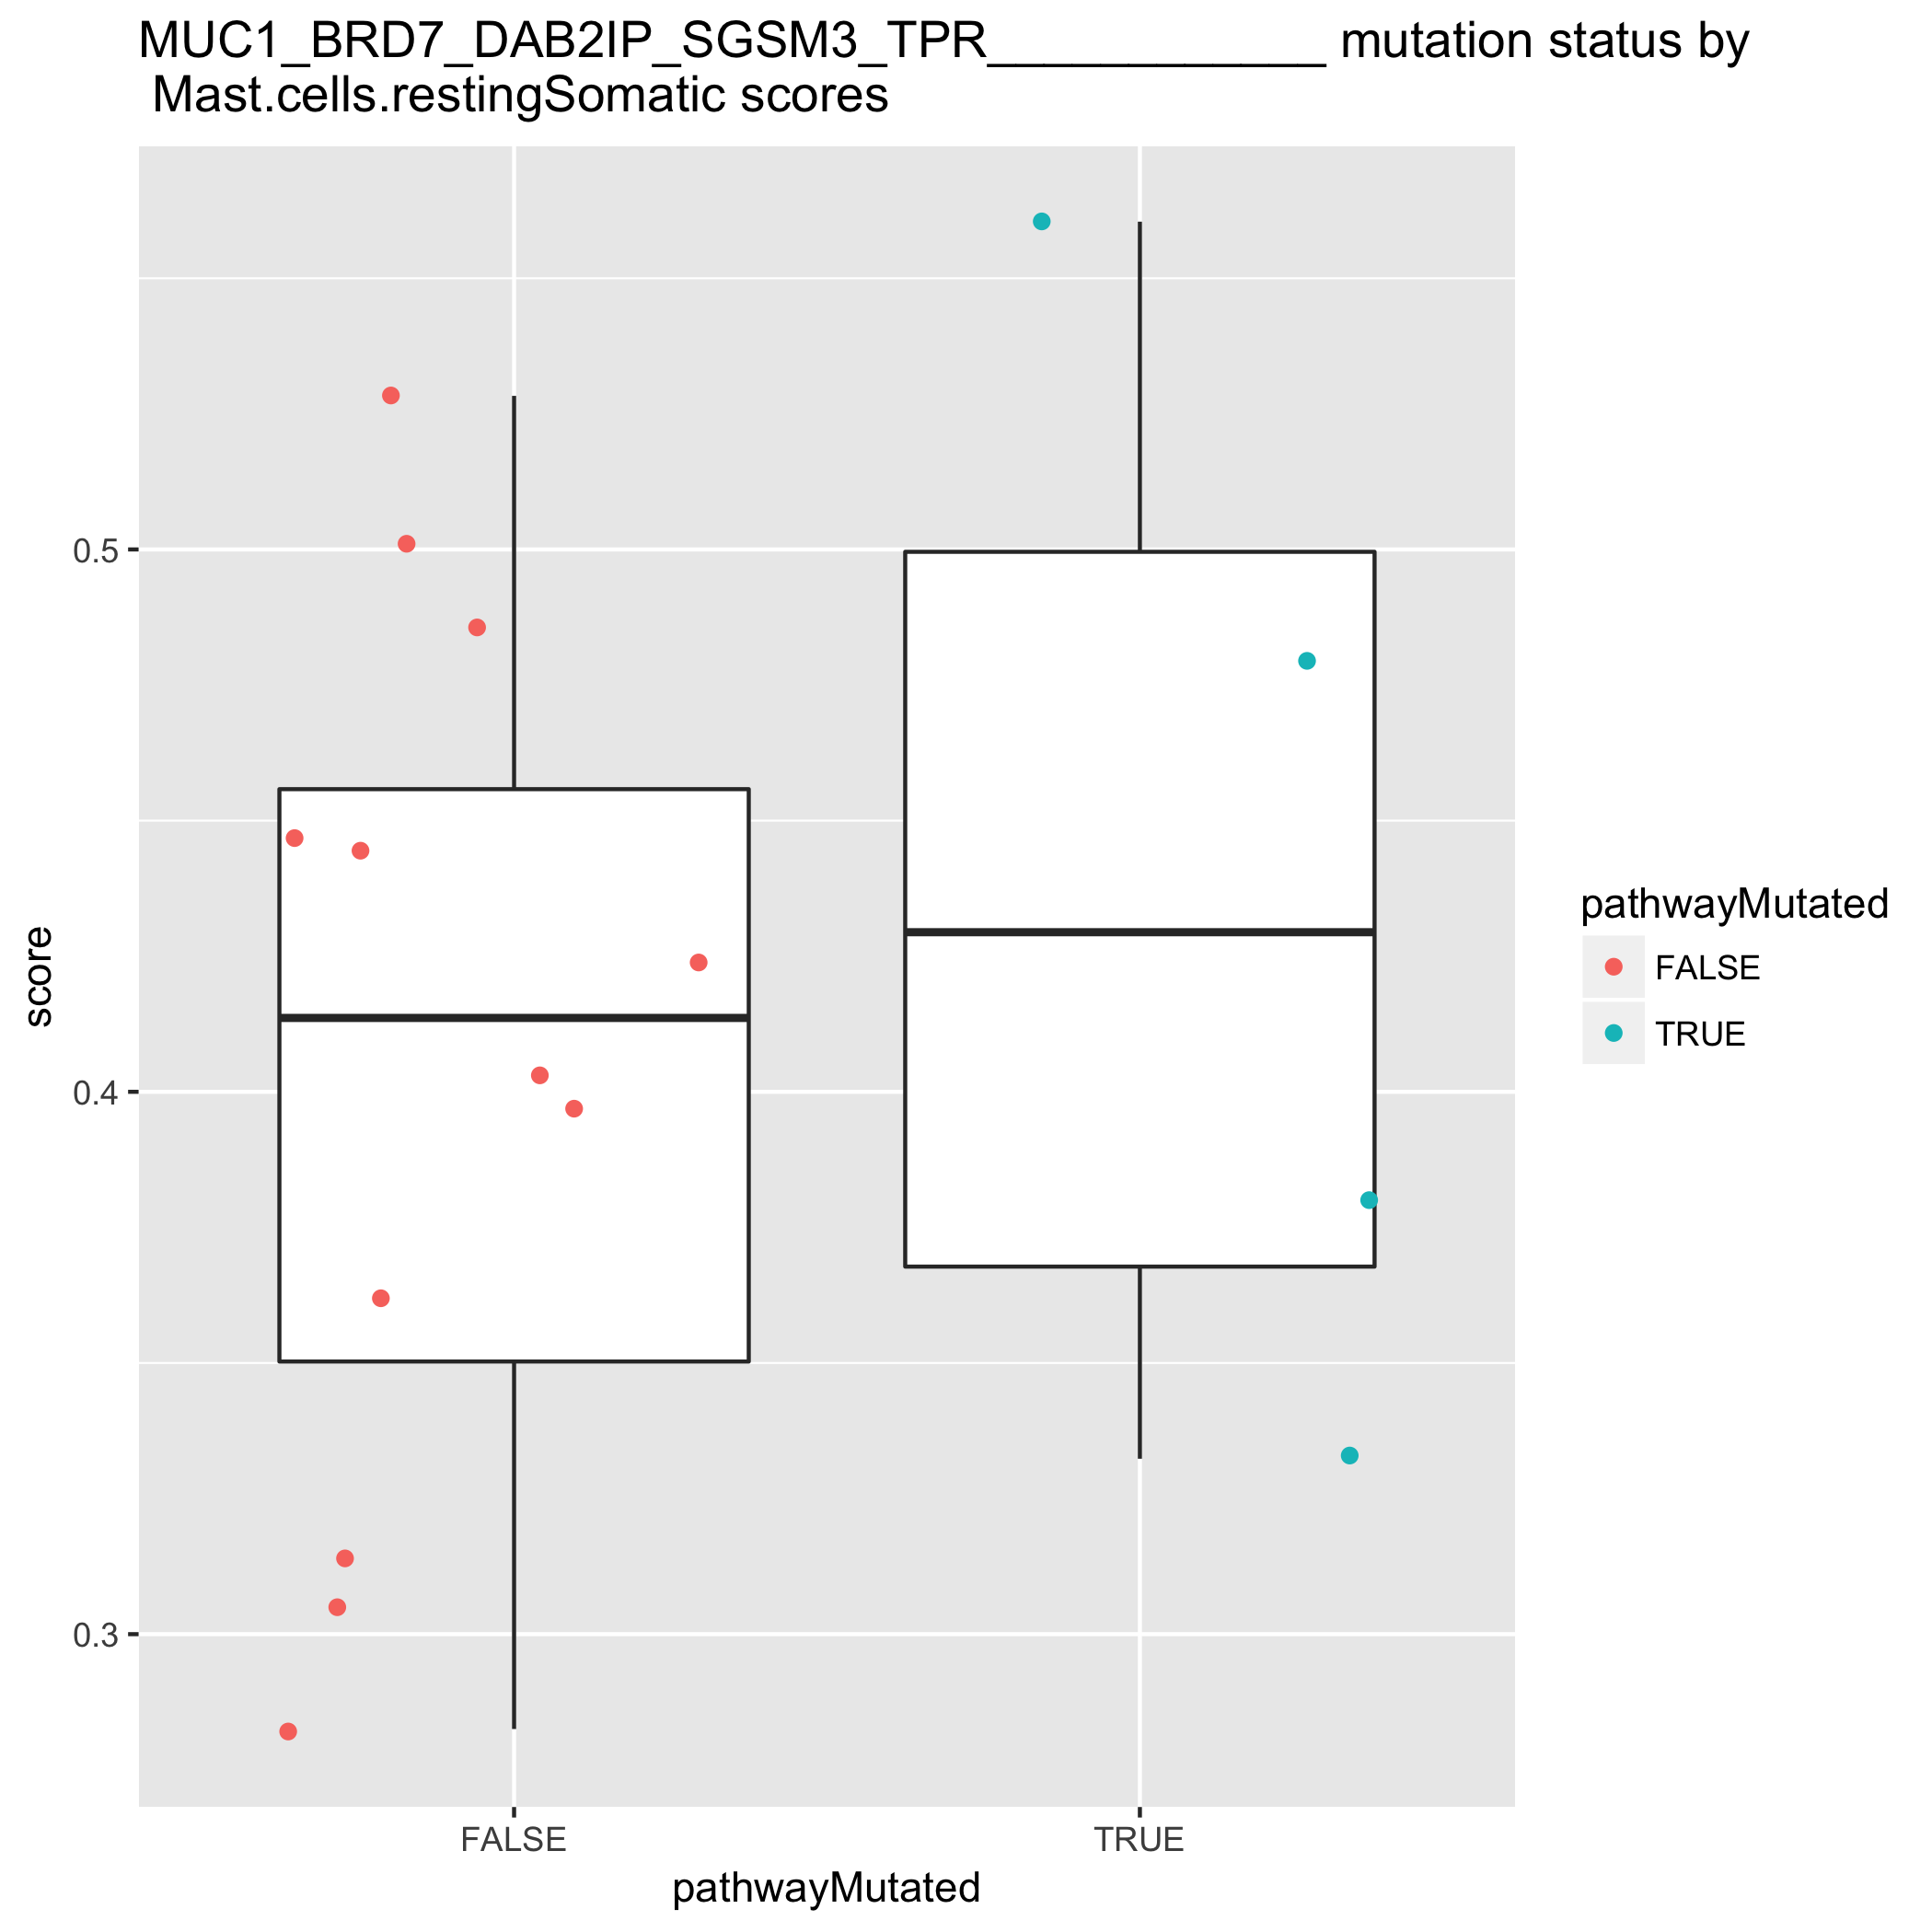 MUC1_BRD7_DAB2IP_SGSM3_TPR____________ mutation status by
Mast.cells.restingSomatic scores
score
0.5
0.4
0.3
FALSE
TRUE
pathwayMutated
pathwayMutated
FALSE
TRUE